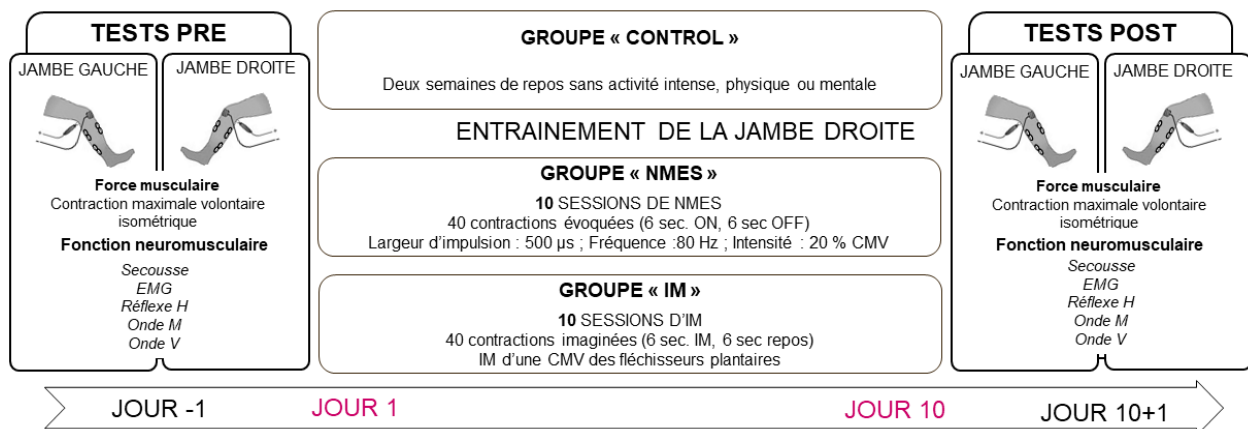 TESTS PRE
JAMBE GAUCHE
JAMBE DROITE
Force musculaire
Contraction maximale volontaire
isométrique
Fonction neuromusculaire
Secousse
EMG
Réflexe H
Onde M
Onde V
GROUPE « CONTROL »
Deux semaines de repos sans activité intense, physique ou mentale
ENTRAINEMENT DE LA JAMBE DROITE
GROUPE « NMES »
10 SESSIONS DE NMES
40 contractions évoquées (6 sec. ON, 6 sec OFF)
Largeur d’impulsion : 500 µs ; Fréquence :80 Hz ; Intensité : 20 % CMV
GROUPE « IM »
10 SESSIONS D’IM
40 contractions imaginées (6 sec. IM, 6 sec repos)
IM d’une CMV des fléchisseurs plantaires
TESTS POST
JAMBE GAUCHE
JAMBE DROITE
Force musculaire
Contraction maximale volontaire
isométrique
Fonction neuromusculaire
Secousse
EMG
Réflexe H
Onde M
Onde V
JOUR -1
JOUR 1
JOUR 10
JOUR 10+1